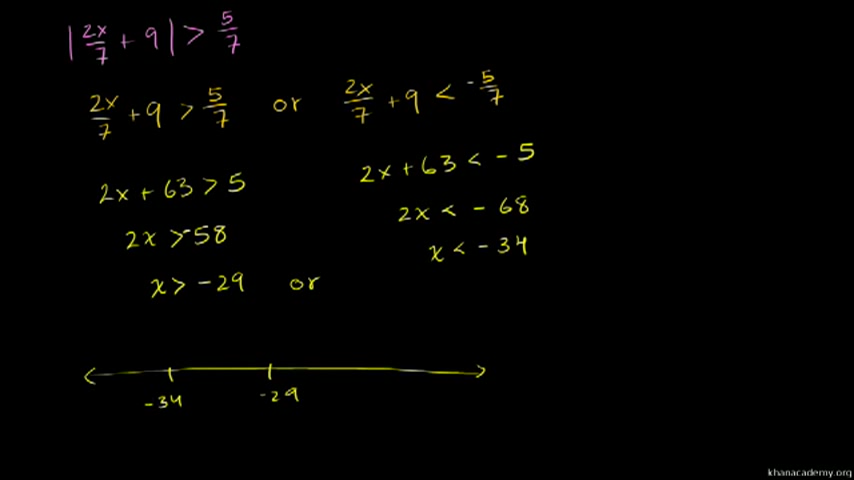 |2x/7 + 9| > 5/7
2x/7 + 9 > 5/7 or 2x/7 + 9 < -5/7
2x + 63 > 5 2x + 63 < - 5
2x > -58 2x < - 68
x > -29 or x < - 34
-34 -29
khanacademy.org